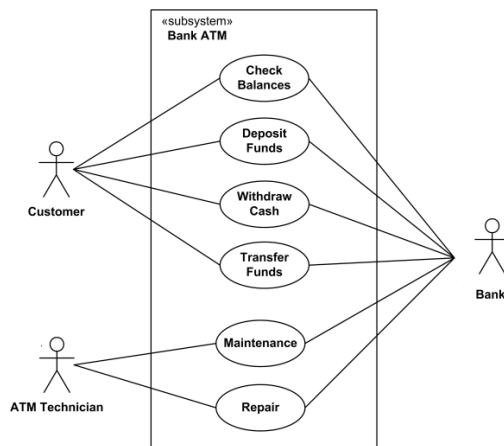 «subsystem»
Bank ATM
Check
Balances
Deposit
Funds
Withdraw
Cash
Customer
Transfer
Funds
Bank
Maintenance
ATM Technician
Repair